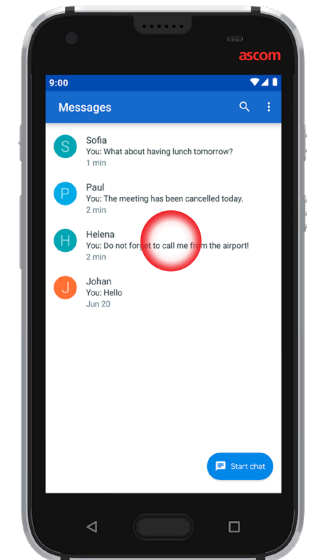 ascom
9:00
Messages
S
Sofia
You: What about having lunch tomorrow?
1 min
P
Paul
You: The meeting has been cancelled today.
2 min
H
Helena
You: Do not forget to call me from the airport!
2 min
J
Johan
You: Hello
Jun 20
Start chat